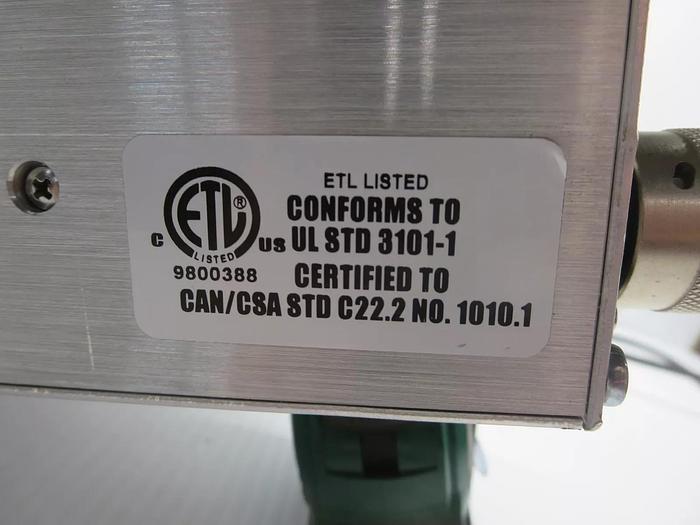 ETL LISTED
CONFORMS TO
UL STD 3101-1
CERTIFIED TO
CAN/CSA STD C22.2 NO. 1010.1
ETL®
LISTED
C US
9800388